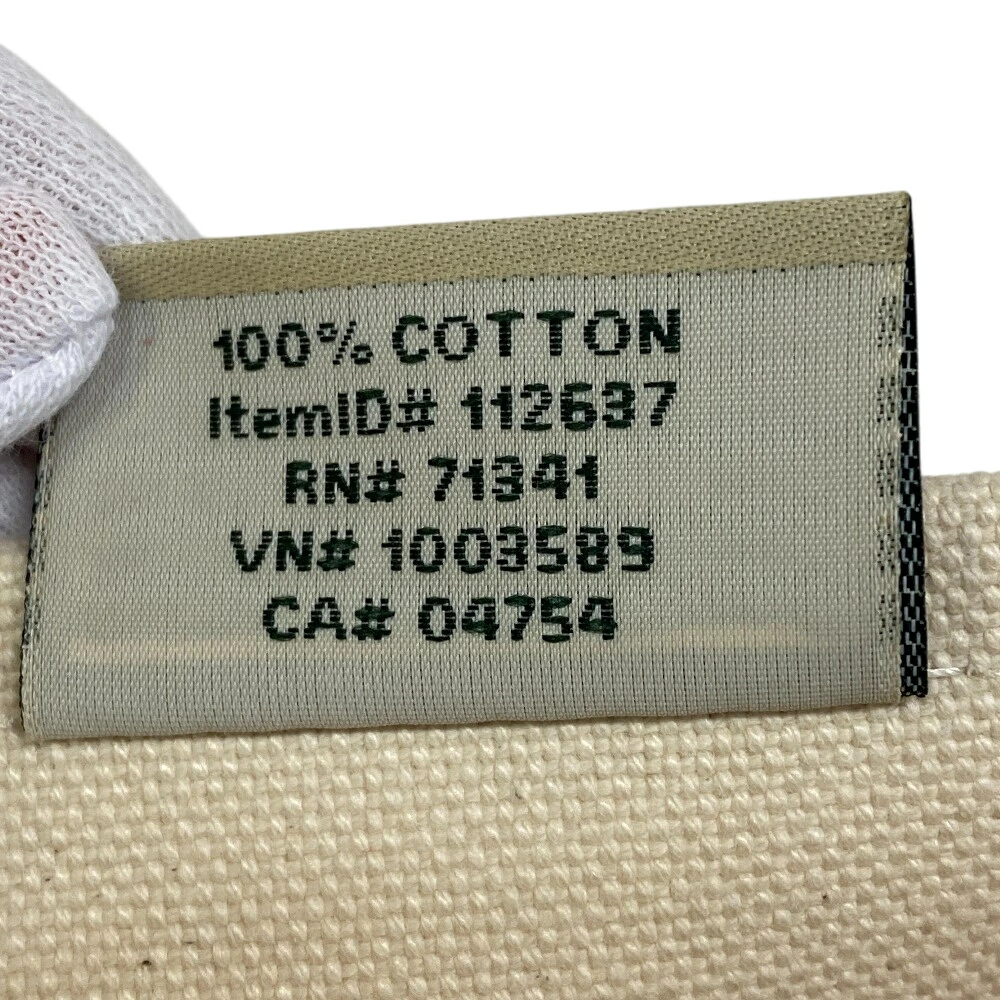 100% COTTON
ItemID# 112637
RN# 71341
VN# 1003589
CA# 04754